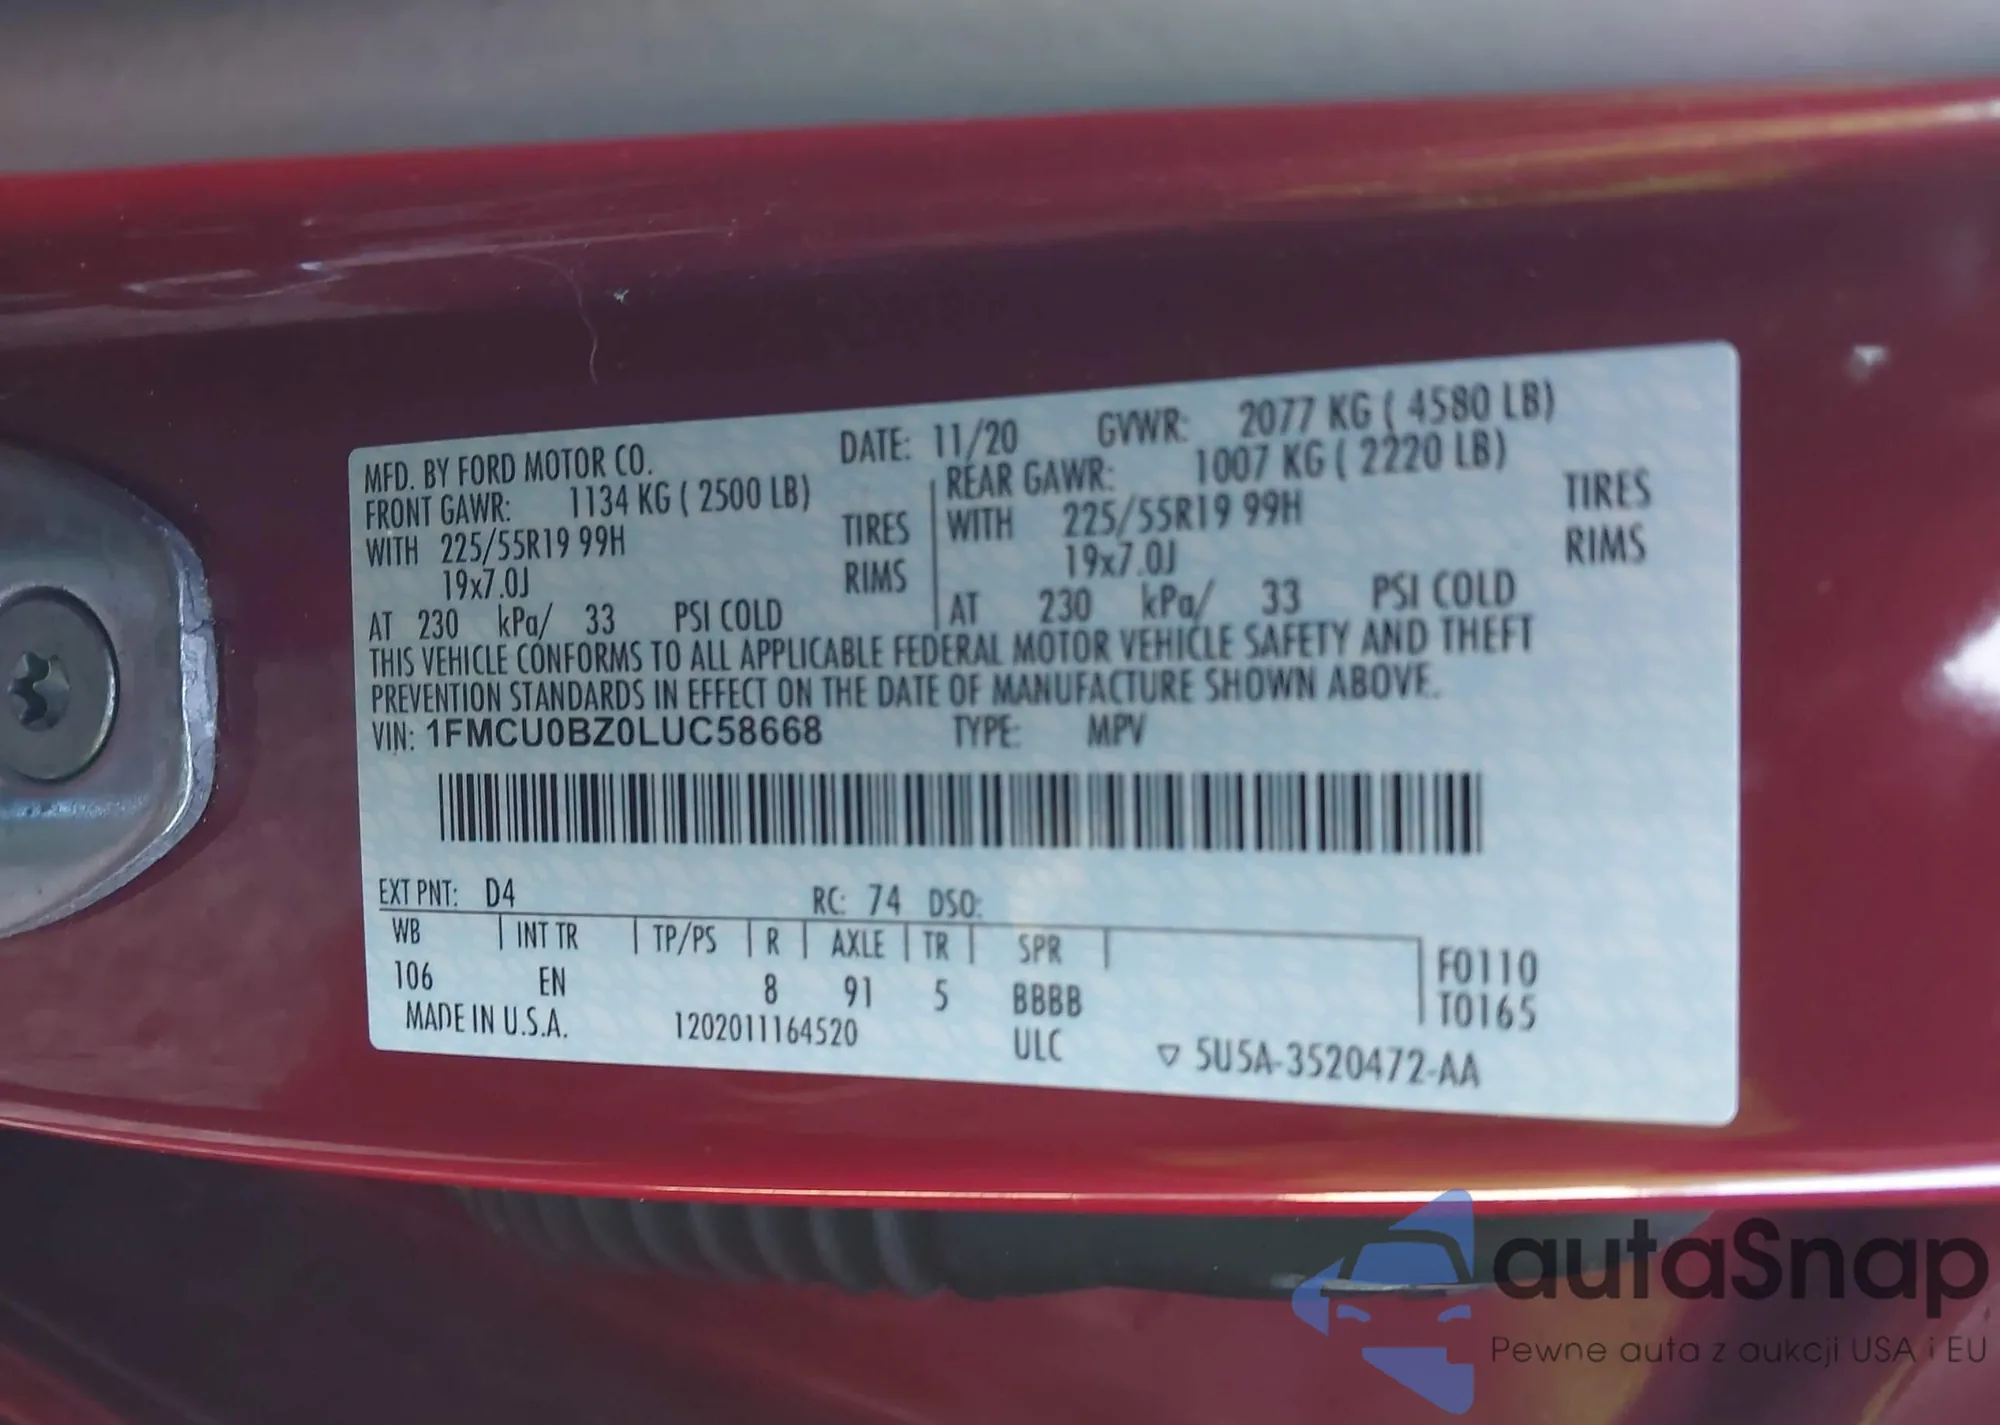 MFD. BY FORD MOTOR CO. DATE: 11/20 GVWR: 2077 KG ( 4580 LB)
FRONT GAWR: 1134 KG ( 2500 LB) REAR GAWR: 1007 KG ( 2220 LB)
WITH 225/55R19 99H TIRES WITH 225/55R19 99H TIRES
19x7.0J RIMS 19x7.0J RIMS
AT 230 kPa/ 33 PSI COLD AT 230 kPa/ 33 PSI COLD
THIS VEHICLE CONFORMS TO ALL APPLICABLE FEDERAL MOTOR VEHICLE SAFETY AND THEFT
PREVENTION STANDARDS IN EFFECT ON THE DATE OF MANUFACTURE SHOWN ABOVE.
VIN: 1FMCU0BZ0LUC58668 TYPE: MPV
EXT PNT: D4 RC: 74 DSO:
WB INT TR TP/PS R AXLE TR SPR F0110
106 EN 8 91 5 BBBB T0165
MADE IN U.S.A. 1202011164520 ULC ▽ 5U5A-3520472-AA
autaSnap
Pewne auta z aukcji USA i EU